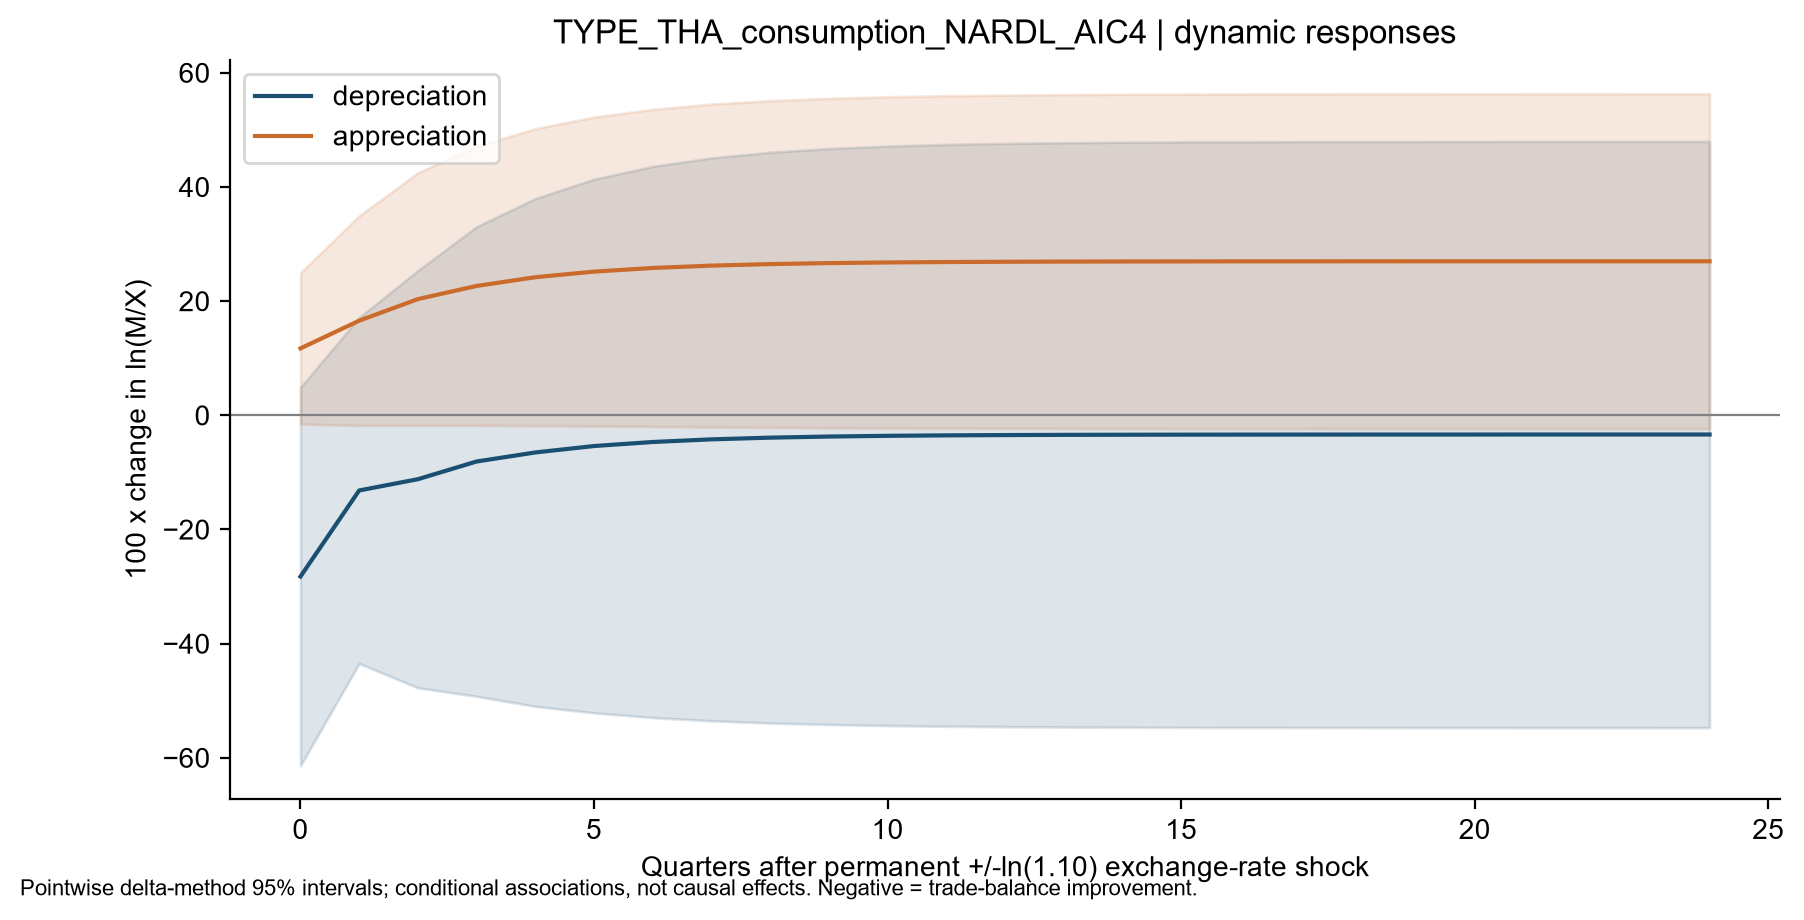 TYPE_THA_consumption_NARDL_AIC4 | dynamic responses
depreciation
appreciation
100 x change in ln(M/X)
60
40
20
0
−20
−40
−60
0
5
10
15
20
25
Quarters after permanent +/-ln(1.10) exchange-rate shock
Pointwise delta-method 95% intervals; conditional associations, not causal effects. Negative = trade-balance improvement.